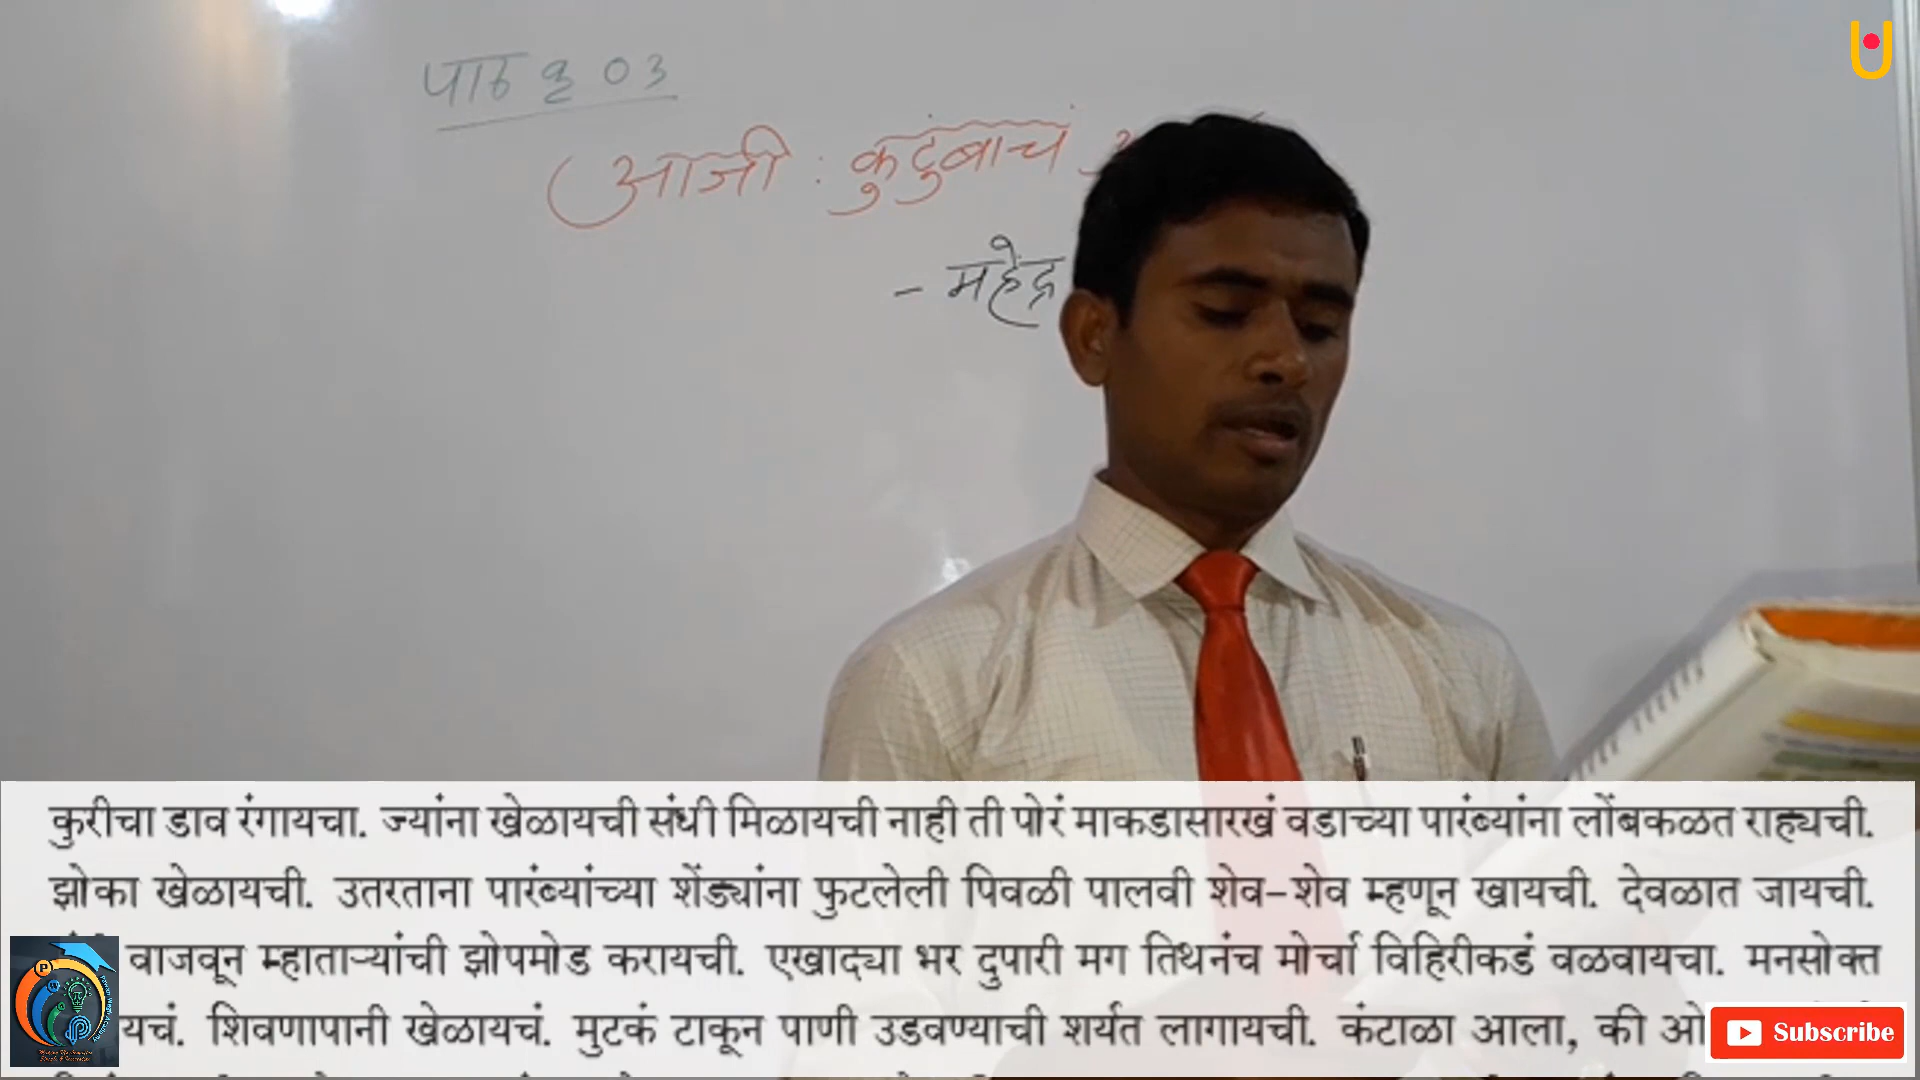 पाठ क्र 03
आजी : कुटुंबाचं
- महेंद्र
कुरीचा डाव रंगायचा. ज्यांना खेळायची संधी मिळायची नाही ती पोरं माकडासारखं वडाच्या पारंब्यांना लोंबकळत राह्यची.
झोका खेळायची. उतरताना पारंब्यांच्या शेंड्यांना फुटलेली पिवळी पालवी शेव-शेव म्हणून खायची. देवळात जायची.
वाजवून म्हाताऱ्यांची झोपमोड करायची. एखाद्या भर दुपारी मग तिथनंच मोर्चा विहिरीकडं वळवायचा. मनसोक्त
यचं. शिवणापानी खेळायचं. मुटकं टाकून पाणी उडवण्याची शर्यत लागायची. कंटाळा आला, की ओ
Subscribe